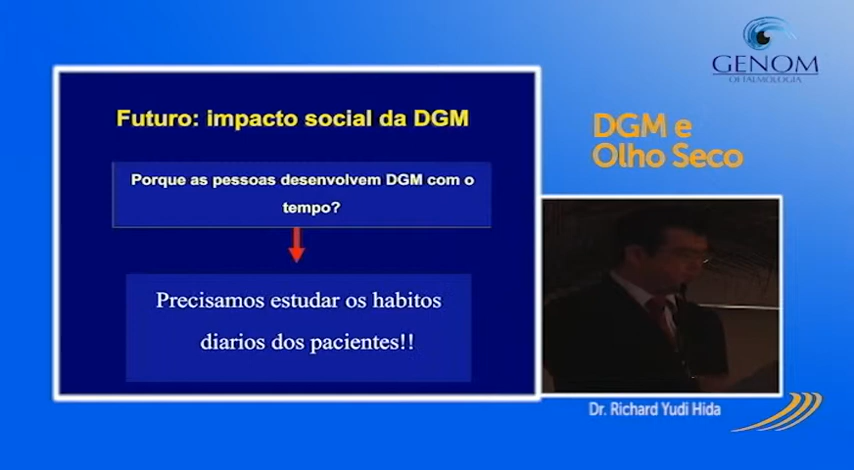 GENOM
OFTALMOLOGIA
Futuro: impacto social da DGM
DGM e
Olho Seco
Porque as pessoas desenvolvem DGM com o
tempo?
Precisamos estudar os habitos
diarios dos pacientes!!
Dr. Richard Yudi Hida